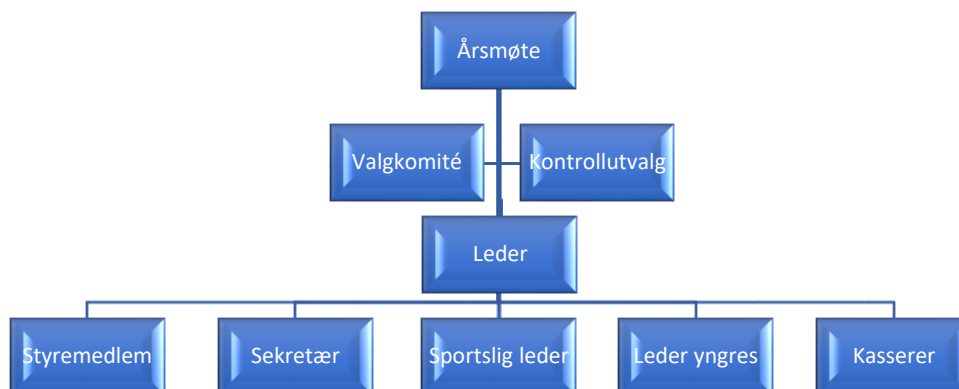 Årsmøte
Valgkomité
Kontrollutvalg
Leder
Styremedlem
Sekretær
Sportslig leder
Leder yngres
Kasserer